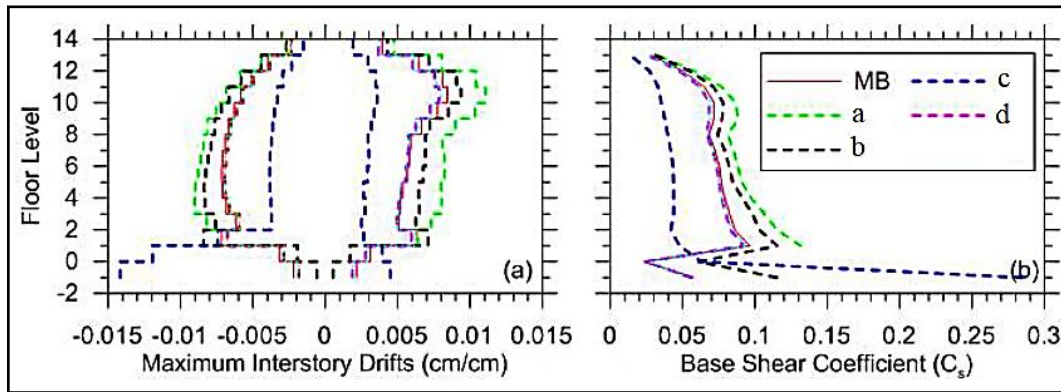 14
12
10
8
6
4
2
0
-2
Floor Level
-0.015 -0.010 -0.005 0 0.005 0.010 0.015
Maximum Interstory Drifts (cm/cm)
(a)
MB
a
b
c
d
(b)
0 0.05 0.1 0.15 0.2 0.25 0.3
Base Shear Coefficient (Cs)